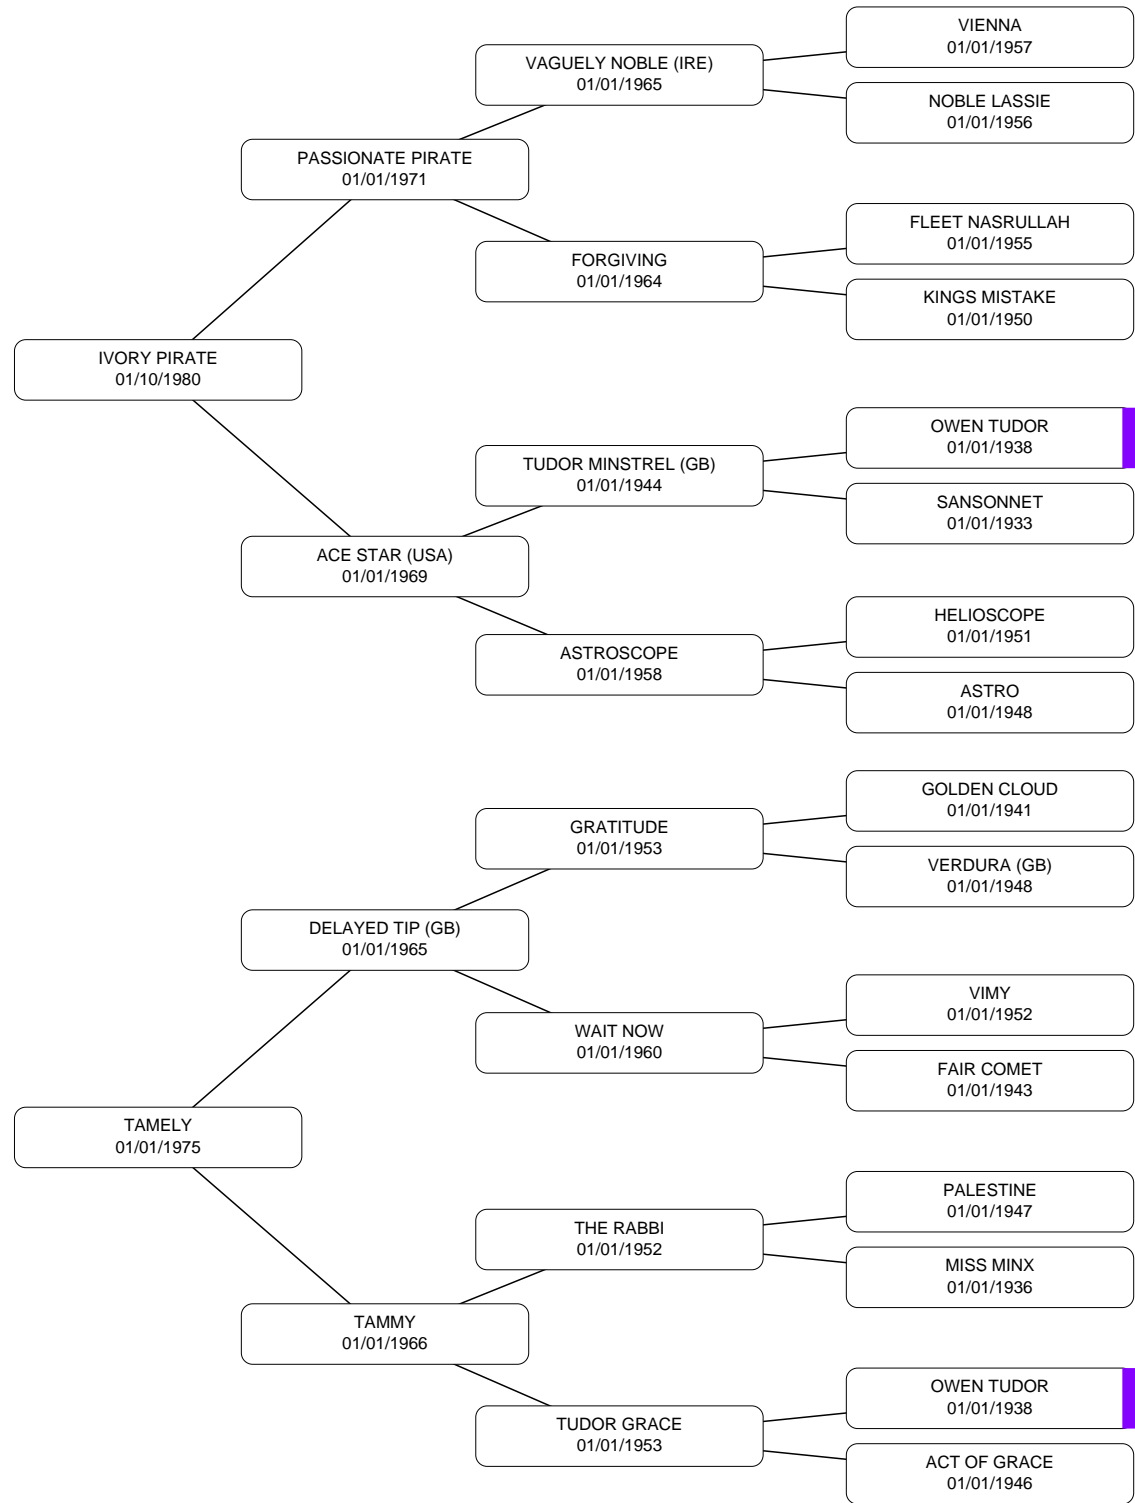 VIENNA
01/01/1957
VAGUELY NOBLE (IRE)
01/01/1965
NOBLE LASSIE
01/01/1956
PASSIONATE PIRATE
01/01/1971
FLEET NASRULLAH
01/01/1955
FORGIVING
01/01/1964
KINGS MISTAKE
01/01/1950
IVORY PIRATE
01/10/1980
OWEN TUDOR
01/01/1938
TUDOR MINSTREL (GB)
01/01/1944
SANSONNET
01/01/1933
ACE STAR (USA)
01/01/1969
HELIOSCOPE
01/01/1951
ASTROSCOPE
01/01/1958
ASTRO
01/01/1948
GOLDEN CLOUD
01/01/1941
GRATITUDE
01/01/1953
VERDURA (GB)
01/01/1948
DELAYED TIP (GB)
01/01/1965
VIMY
01/01/1952
WAIT NOW
01/01/1960
FAIR COMET
01/01/1943
TAMELY
01/01/1975
PALESTINE
01/01/1947
THE RABBI
01/01/1952
MISS MINX
01/01/1936
TAMMY
01/01/1966
OWEN TUDOR
01/01/1938
TUDOR GRACE
01/01/1953
ACT OF GRACE
01/01/1946